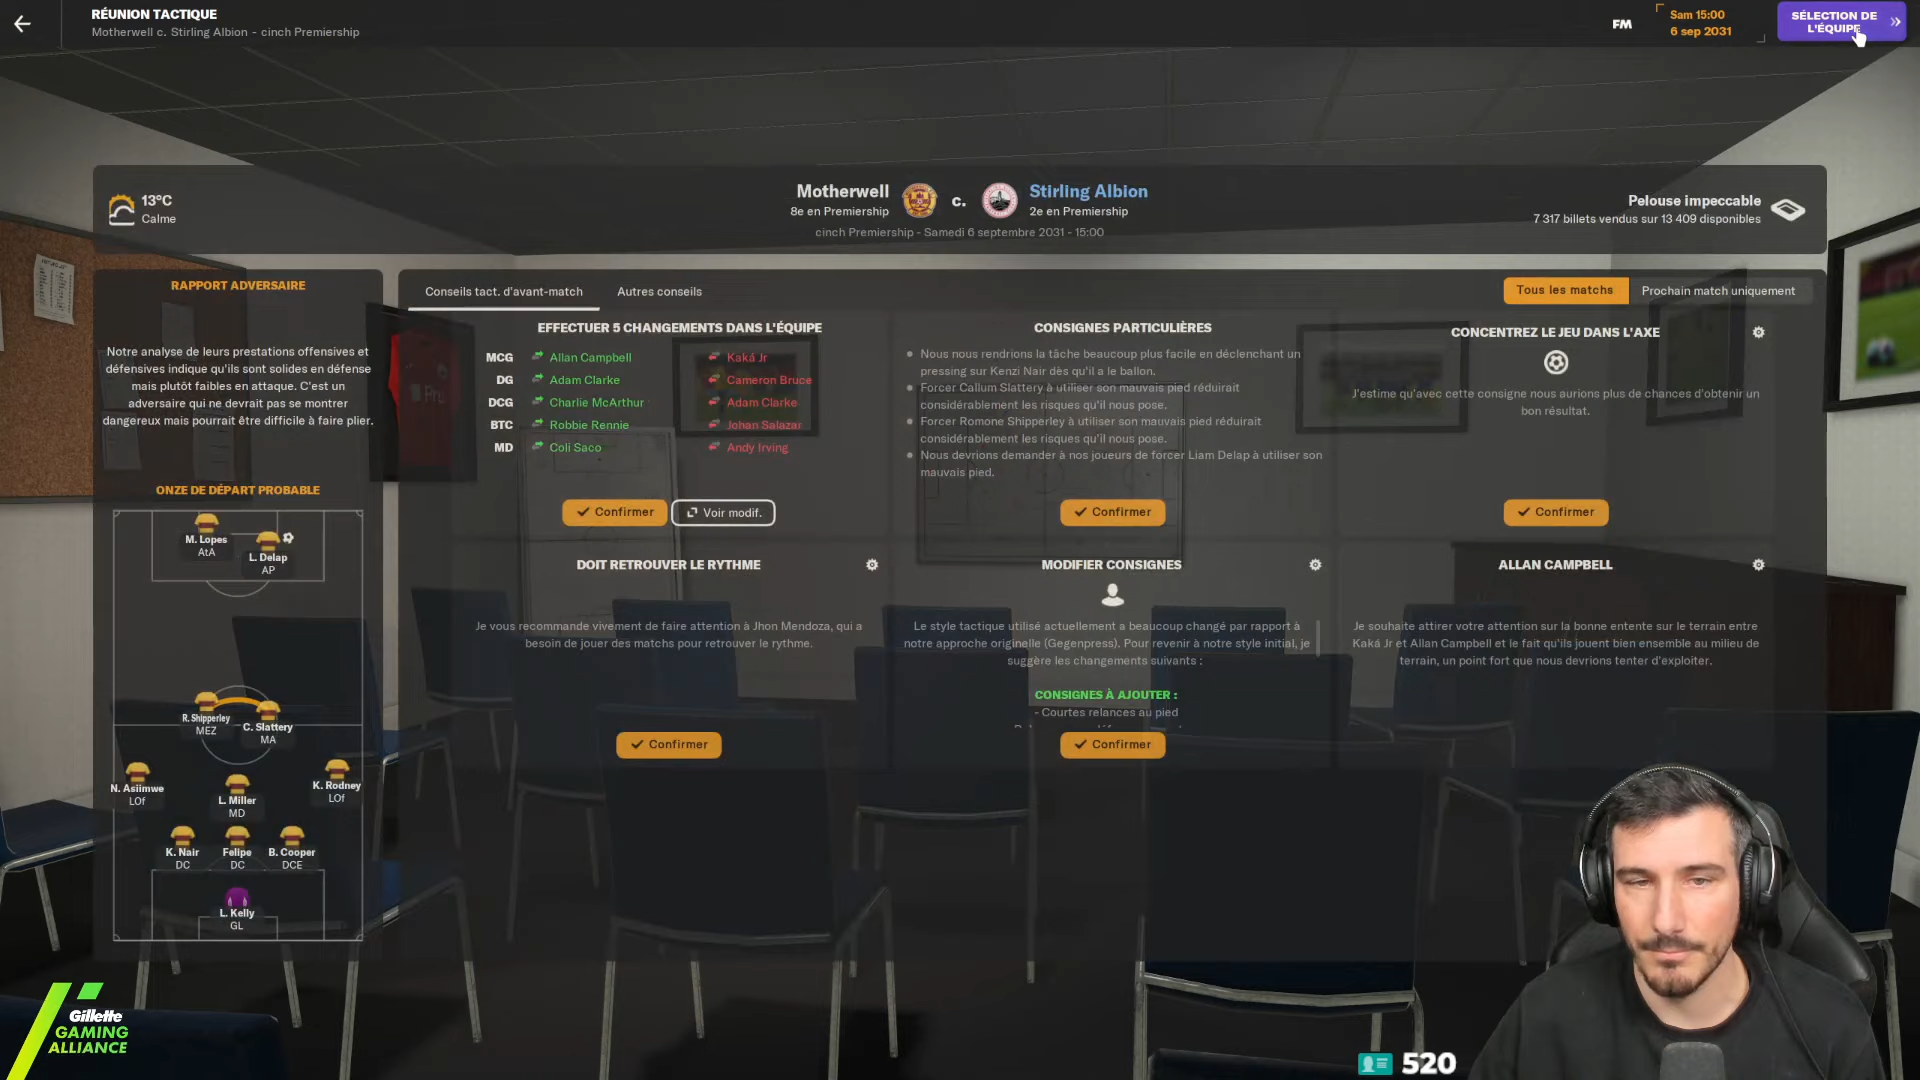 RÉUNION TACTIQUE
Motherwell c. Stirling Albion - cinch Premiership
FM
Sam 15:00
6 sep 2031
SÉLECTION DE
L'ÉQUIPE
13°C
Calme
Motherwell
8e en Premiership
c.
Stirling Albion
2e en Premiership
cinch Premiership - Samedi 6 septembre 2031 - 15:00
Pelouse impeccable
7 317 billets vendus sur 13 409 disponibles
RAPPORT ADVERSAIRE
Notre analyse de leurs prestations offensives et
défensives indique qu'ils sont solides en défense
mais plutôt faibles en attaque. C'est un
adversaire qui ne devrait pas se montrer
dangereux mais pourrait être difficile à faire plier.
ONZE DE DÉPART PROBABLE
M. Lopes
AtA
L. Delap
AP
R. Shipperley
MEZ
C. Slattery
MA
N. Asiimwe
LOf
L. Miller
MD
K. Rodney
LOf
K. Nair
DC
Felipe
DC
B. Cooper
DCE
L. Kelly
GL
Conseils tact. d'avant-match
Autres conseils
Tous les matchs
Prochain match uniquement
EFFECTUER 5 CHANGEMENTS DANS L'ÉQUIPE
MCG Allan Campbell Kaká Jr
DG Adam Clarke Cameron Bruce
DCG Charlie McArthur Adam Clarke
BTC Robbie Rennie Johan Salazar
MD Coli Saco Andy Irving
Confirmer
Voir modif.
CONSIGNES PARTICULIÈRES
Nous nous rendrions la tâche beaucoup plus facile en déclenchant un
pressing sur Kenzi Nair dès qu'il a le ballon.
Forcer Callum Slattery à utiliser son mauvais pied réduirait
considérablement les risques qu'il nous pose.
Forcer Romone Shipperley à utiliser son mauvais pied réduirait
considérablement les risques qu'il nous pose.
Nous devrions demander à nos joueurs de forcer Liam Delap à utiliser son
mauvais pied.
Confirmer
CONCENTREZ LE JEU DANS L'AXE
J'estime qu'avec cette consigne nous aurions plus de chances d'obtenir un
bon résultat.
Confirmer
DOIT RETROUVER LE RYTHME
Je vous recommande vivement de faire attention à Jhon Mendoza, qui a
besoin de jouer des matchs pour retrouver le rythme.
Confirmer
MODIFIER CONSIGNES
Le style tactique utilisé actuellement a beaucoup changé par rapport à
notre approche originelle (Gegenpress). Pour revenir à notre style initial, je
suggère les changements suivants :
CONSIGNES À AJOUTER :
- Courtes relances au pied
Confirmer
ALLAN CAMPBELL
Je souhaite attirer votre attention sur la bonne entente sur le terrain entre
Kaká Jr et Allan Campbell et le fait qu'ils jouent bien ensemble au milieu de
terrain, un point fort que nous devrions tenter d'exploiter.
Gillette
GAMING
ALLIANCE
520